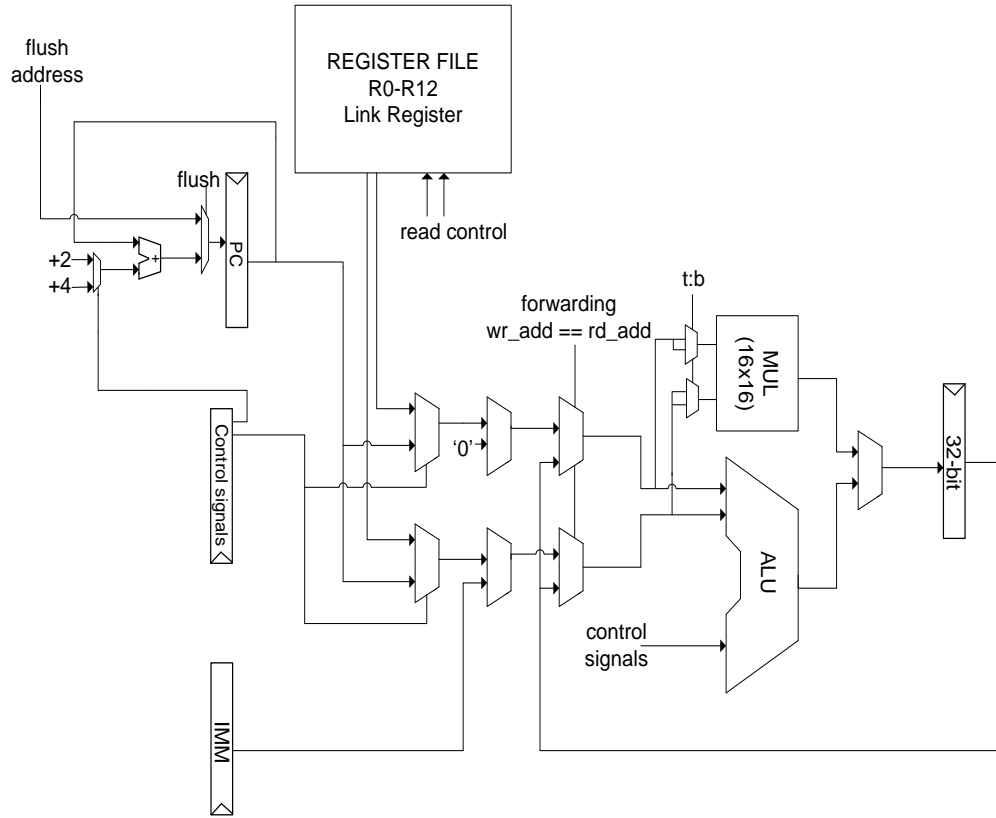 REGISTER FILE
R0-R12
Link Register
flush
address
flush
PC
+
+2
+4
read control
t:b
forwarding
wr_add == rd_add
MUL
(16x16)
Control signals
'0'
32-bit
ALU
control
signals
IMM